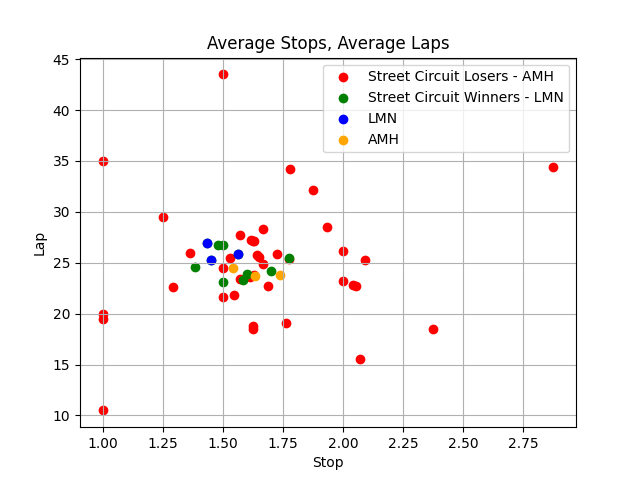 Average Stops, Average Laps
Street Circuit Losers - AMH
Street Circuit Winners - LMN
LMN
AMH
Lap
45
40
35
30
25
20
15
10
1.00 1.25 1.50 1.75 2.00 2.25 2.50 2.75
Stop